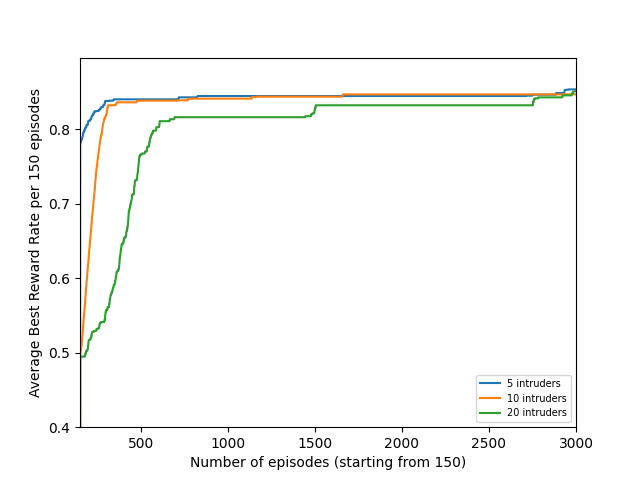 Average Best Reward Rate per 150 episodes
0.8
0.7
0.6
0.5
0.4
500
1000
1500
2000
2500
3000
Number of episodes (starting from 150)
5 intruders
10 intruders
20 intruders